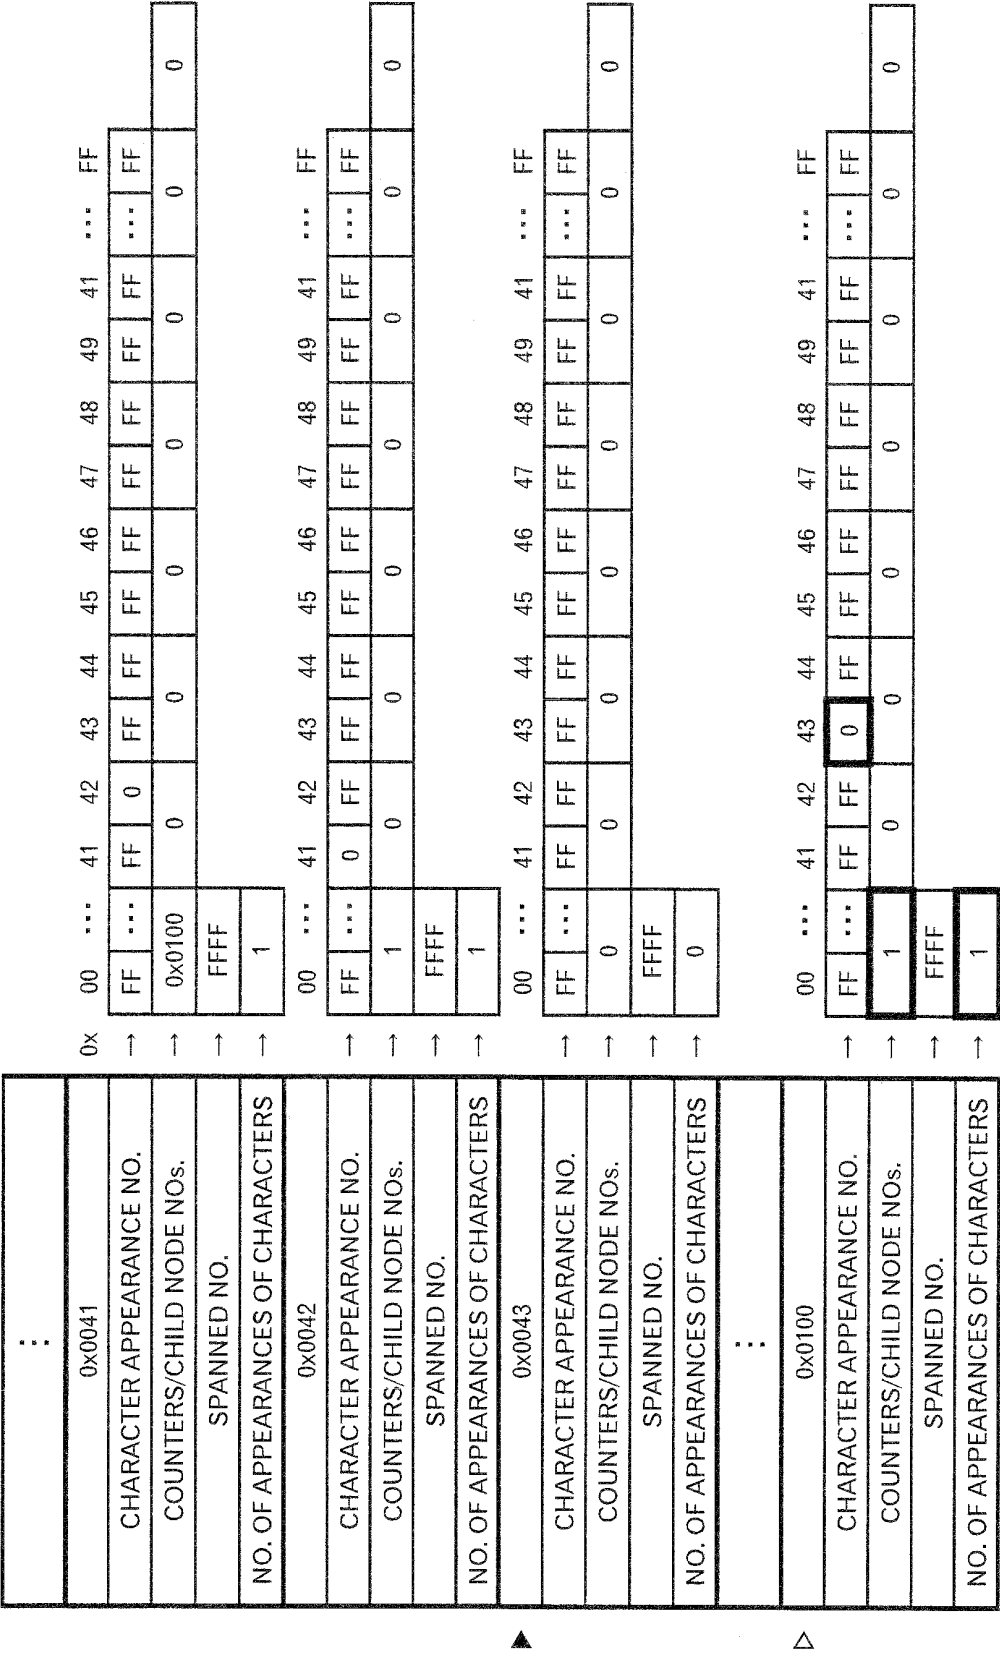 ⋮
0x0041 0x 00 ... 41 42 43 44 45 46 47 48 49 41 ... FF
CHARACTER APPEARANCE NO. → FF ... FF 0 FF FF FF FF FF FF FF FF ... FF
COUNTERS/CHILD NODE NOs. → 0x0100 0 0 0 0 0 0 0
SPANNED NO. → FFFF
NO. OF APPEARANCES OF CHARACTERS → 1
0x0042 00 ... 41 42 43 44 45 46 47 48 49 41 ... FF
CHARACTER APPEARANCE NO. → FF ... 0 FF FF FF FF FF FF FF FF FF ... FF
COUNTERS/CHILD NODE NOs. → 1 0 0 0 0 0 0 0
SPANNED NO. → FFFF
NO. OF APPEARANCES OF CHARACTERS → 1
▲ 0x0043 00 ... 41 42 43 44 45 46 47 48 49 41 ... FF
CHARACTER APPEARANCE NO. → FF ... FF FF FF FF FF FF FF FF FF FF ... FF
COUNTERS/CHILD NODE NOs. → 0 0 0 0 0 0 0 0
SPANNED NO. → FFFF
NO. OF APPEARANCES OF CHARACTERS → 0
⋮
△ 0x0100 00 ... 41 42 43 44 45 46 47 48 49 41 ... FF
CHARACTER APPEARANCE NO. → FF ... FF FF 0 FF FF FF FF FF FF FF ... FF
COUNTERS/CHILD NODE NOs. → 1 0 0 0 0 0 0 0
SPANNED NO. → FFFF
NO. OF APPEARANCES OF CHARACTERS → 1